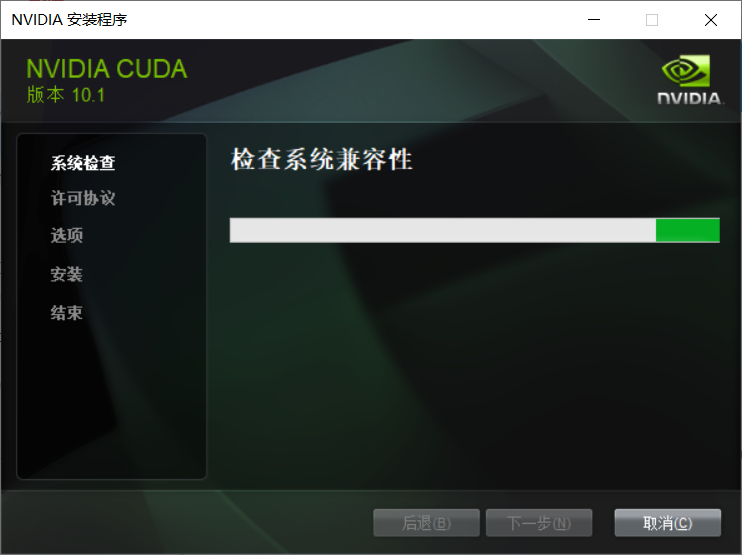 NVIDIA 安装程序
NVIDIA CUDA
版本 10.1
NVIDIA.
系统检查
许可协议
选项
安装
结束
检查系统兼容性
后退(B)
下一步(N)
取消(C)